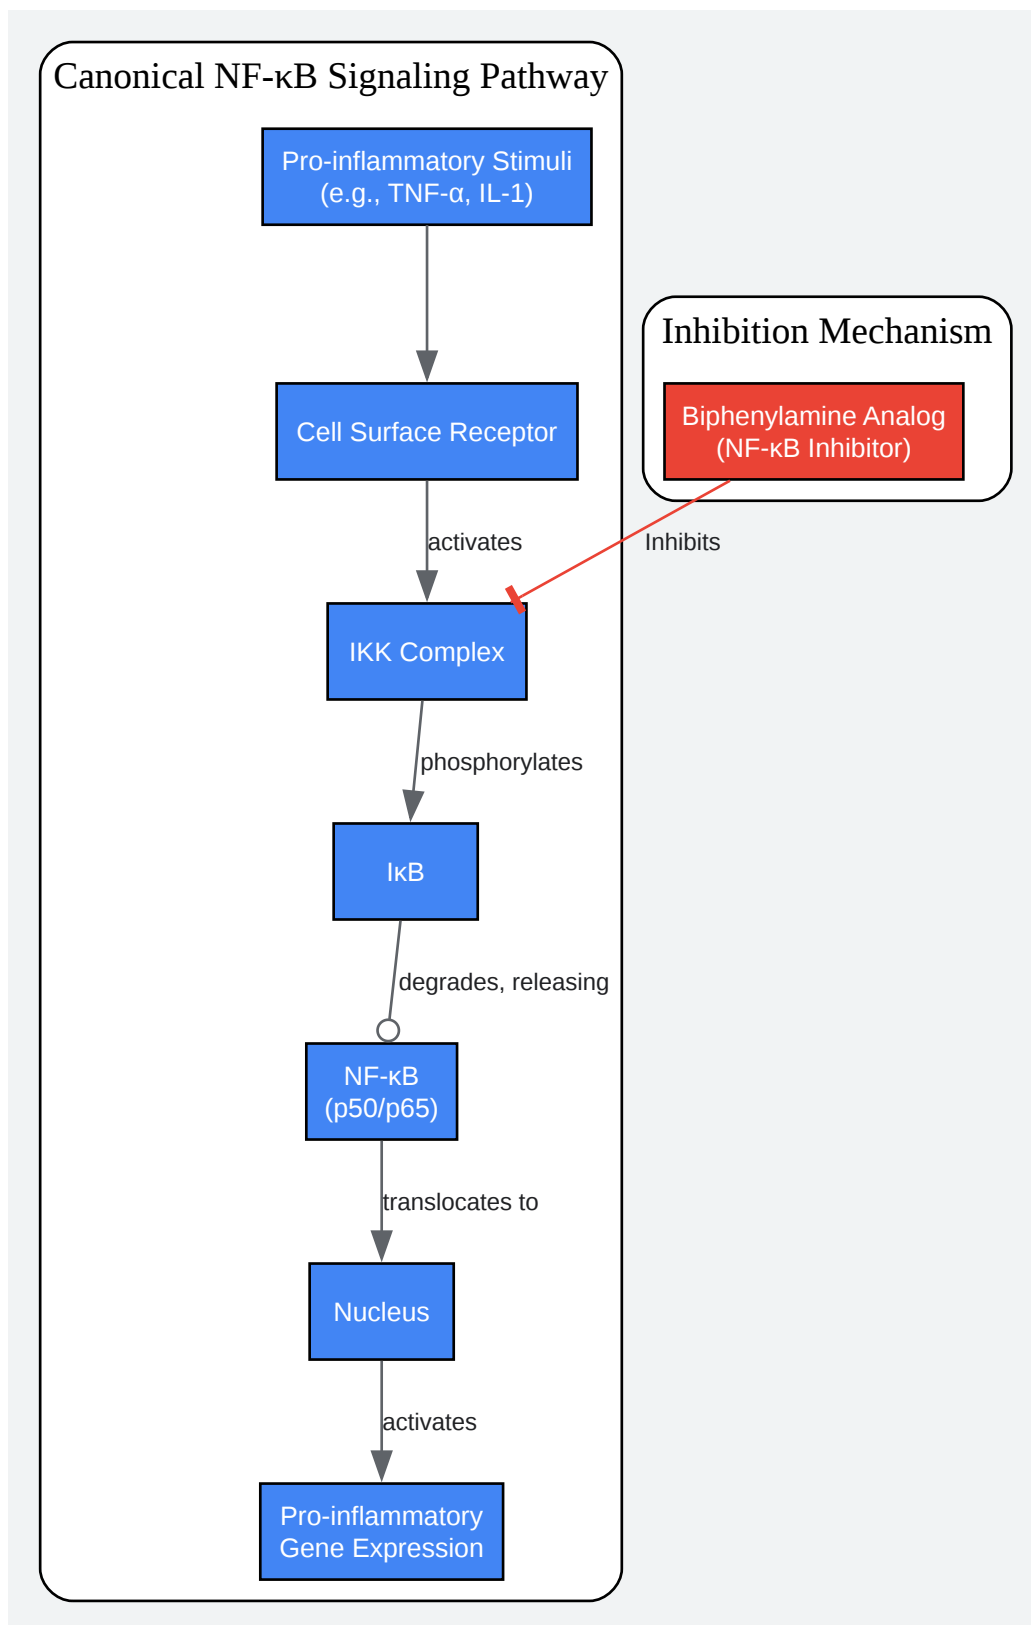 Canonical NF-κB Signaling Pathway
Pro-inflammatory Stimuli
(e.g., TNF-α, IL-1)
Inhibition Mechanism
Cell Surface Receptor
Biphenylamine Analog
(NF-κB Inhibitor)
activates
Inhibits
IKK Complex
phosphorylates
IκB
degrades, releasing
NF-κB
(p50/p65)
translocates to
Nucleus
activates
Pro-inflammatory
Gene Expression